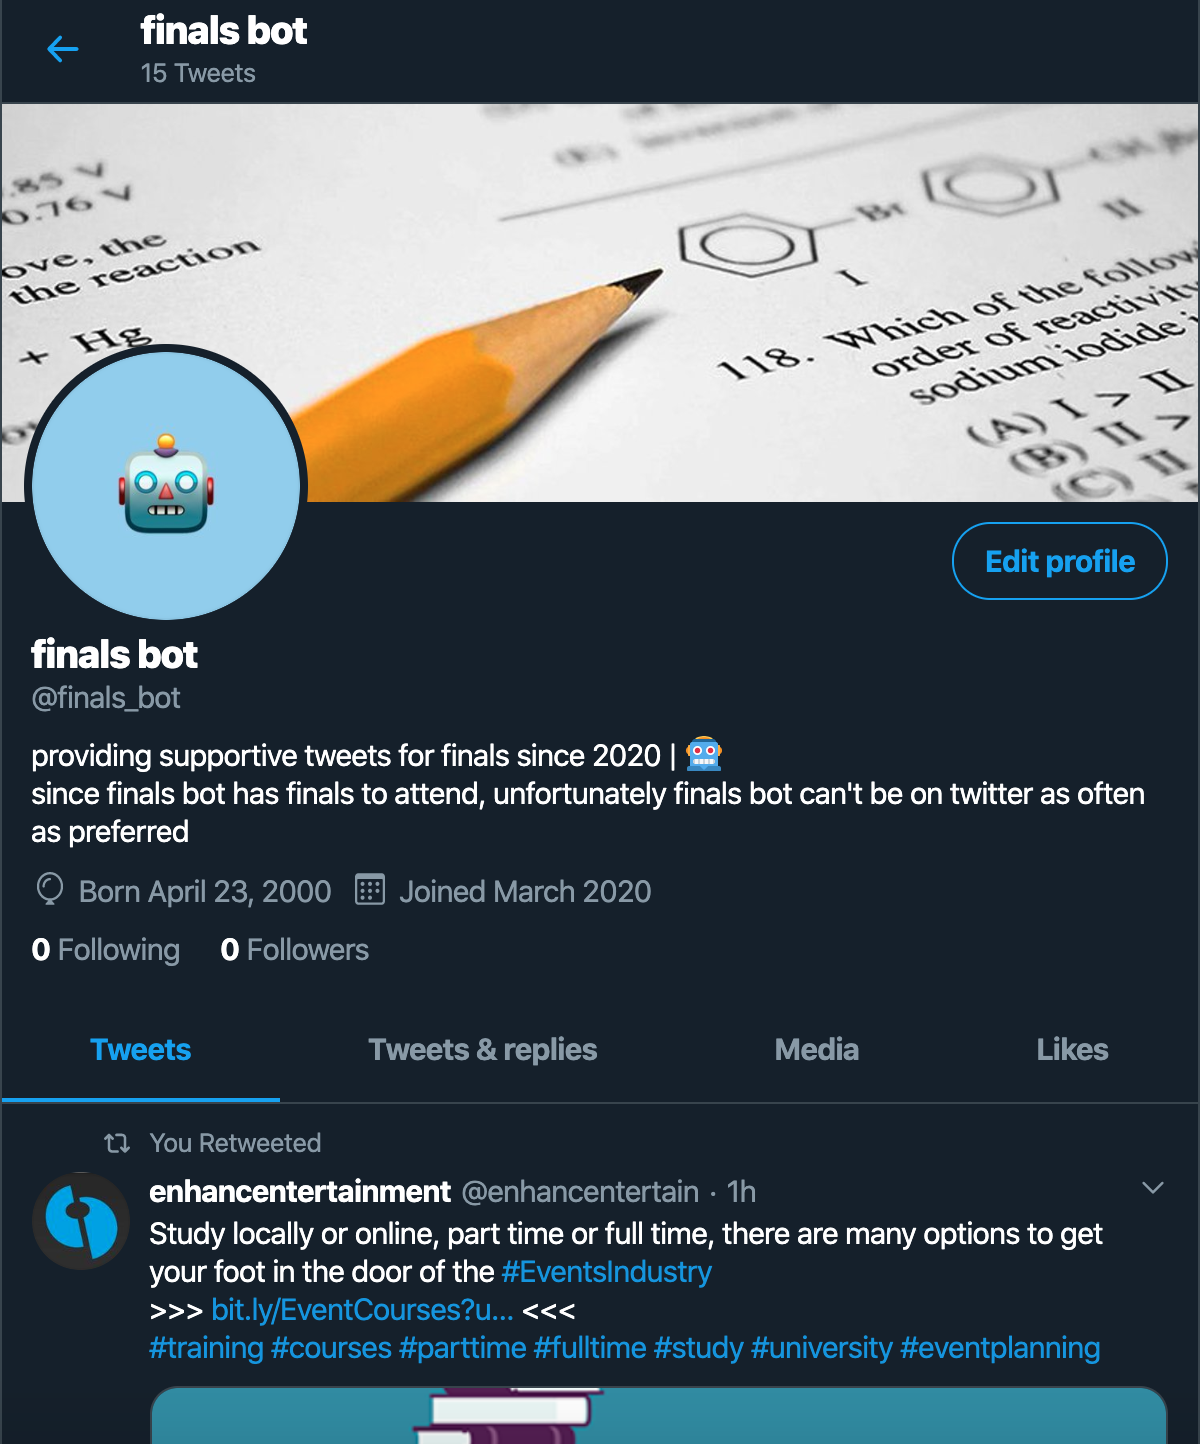 finals bot
15 Tweets
.85 V
0.76 V
ove, the
the reaction
+ Hg
Br
I
II
118. Which of the follow
order of reactivity
sodium iodide i
(A) I > II
(B) II >
(C) II
Edit profile
finals bot
@finals_bot
providing supportive tweets for finals since 2020 | 🤖
since finals bot has finals to attend, unfortunately finals bot can't be on twitter as often
as preferred
Born April 23, 2000 Joined March 2020
0 Following 0 Followers
Tweets Tweets & replies Media Likes
You Retweeted
enhancentertainment @enhancentertain · 1h
Study locally or online, part time or full time, there are many options to get
your foot in the door of the #EventsIndustry
>>> bit.ly/EventCourses?u... <<<
#training #courses #parttime #fulltime #study #university #eventplanning